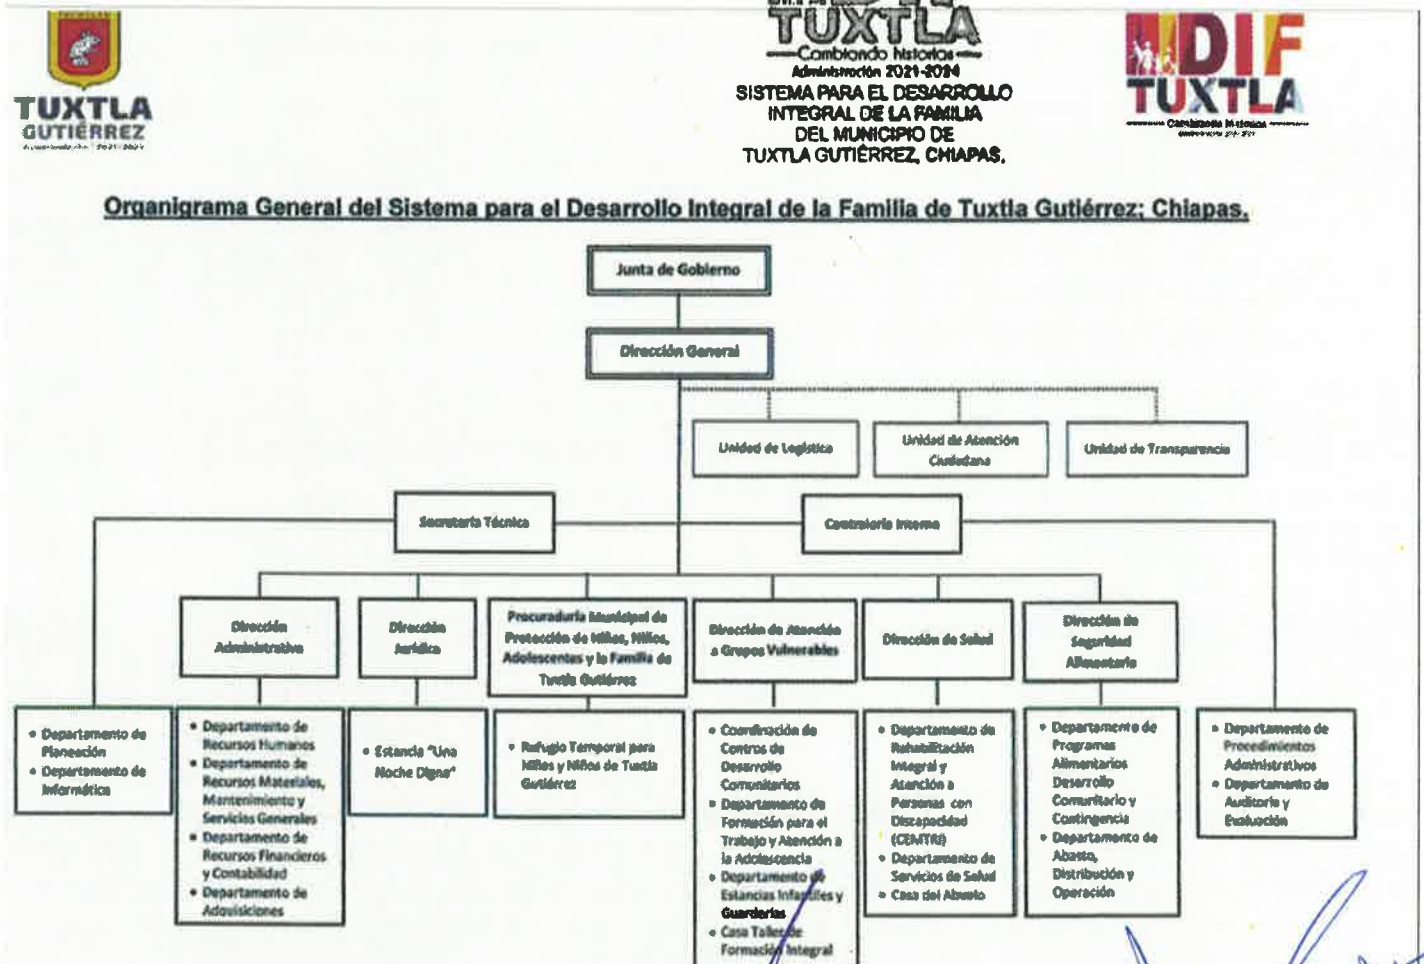 TUXTLA
GUTIÉRREZ
TUXTLA
Cambiando historias
Administración 2021-2024
SISTEMA PARA EL DESARROLLO
INTEGRAL DE LA FAMILIA
DEL MUNICIPIO DE
TUXTLA GUTIÉRREZ, CHIAPAS.
DIF
TUXTLA
Cambiando historias
Organigrama General del Sistema para el Desarrollo Integral de la Familia de Tuxtla Gutiérrez; Chiapas.
Junta de Gobierno
Dirección General
Unidad de Logística
Unidad de Atención
Ciudadana
Unidad de Transparencia
Secretaría Técnica
Contraloría Interna
Dirección
Administrativa
Dirección
Jurídica
Procuraduría Municipal de
Protección de Niñas, Niños,
Adolescentes y la Familia de
Tuxtla Gutiérrez
Dirección de Atención
a Grupos Vulnerables
Dirección de Salud
Dirección de
Seguridad
Alimentaria
• Departamento de
Planeación
• Departamento de
Informática
• Departamento de
Recursos Humanos
• Departamento de
Recursos Materiales,
Mantenimiento y
Servicios Generales
• Departamento de
Recursos Financieros
y Contabilidad
• Departamento de
Adquisiciones
• Estancia "Una
Noche Digna"
• Refugio Temporal para
Niñas y Niños de Tuxtla
Gutiérrez
• Coordinación de
Centros de
Desarrollo
Comunitarios
• Departamento de
Formación para el
Trabajo y Atención a
la Adolescencia
• Departamento de
Estancias Infantiles y
Guarderías
• Casa Taller de
Formación Integral
• Departamento de
Rehabilitación
Integral y
Atención a
Personas con
Discapacidad
(CEMTRI)
• Departamento de
Servicios de Salud
• Casa del Abuelo
• Departamento de
Programas
Alimentarios
Desarrollo
Comunitario y
Contingencia
• Departamento de
Abasto,
Distribución y
Operación
• Departamento de
Procedimientos
Administrativos
• Departamento de
Auditoría y
Evaluación